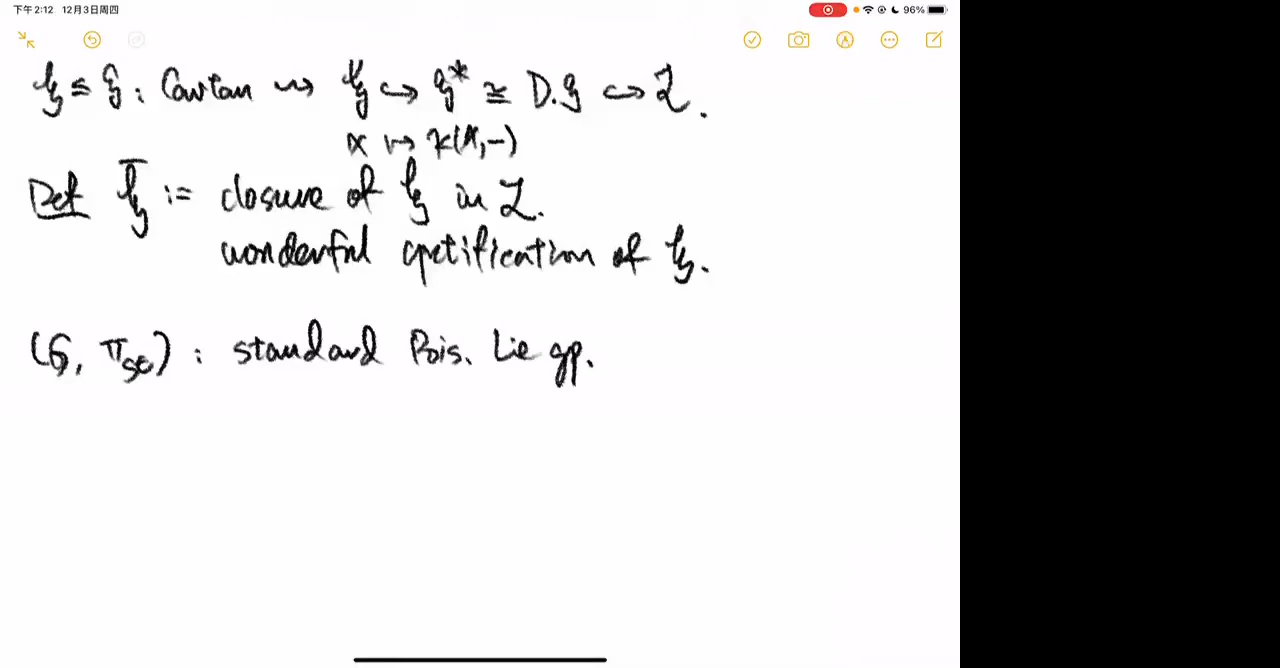 下午2:12 12月3日周四
96%
𝔥 ≤ 𝔤 : Cartan ⇝ 𝔥 ↪ 𝔤* ≅ D.𝔤 ↪ ℒ.
x ↦ κ(x,−)
Def 𝔥̅ := closure of 𝔥 in ℒ.
wonderful cptification of 𝔥.
(G, π_st) : standard Pois. Lie gp.